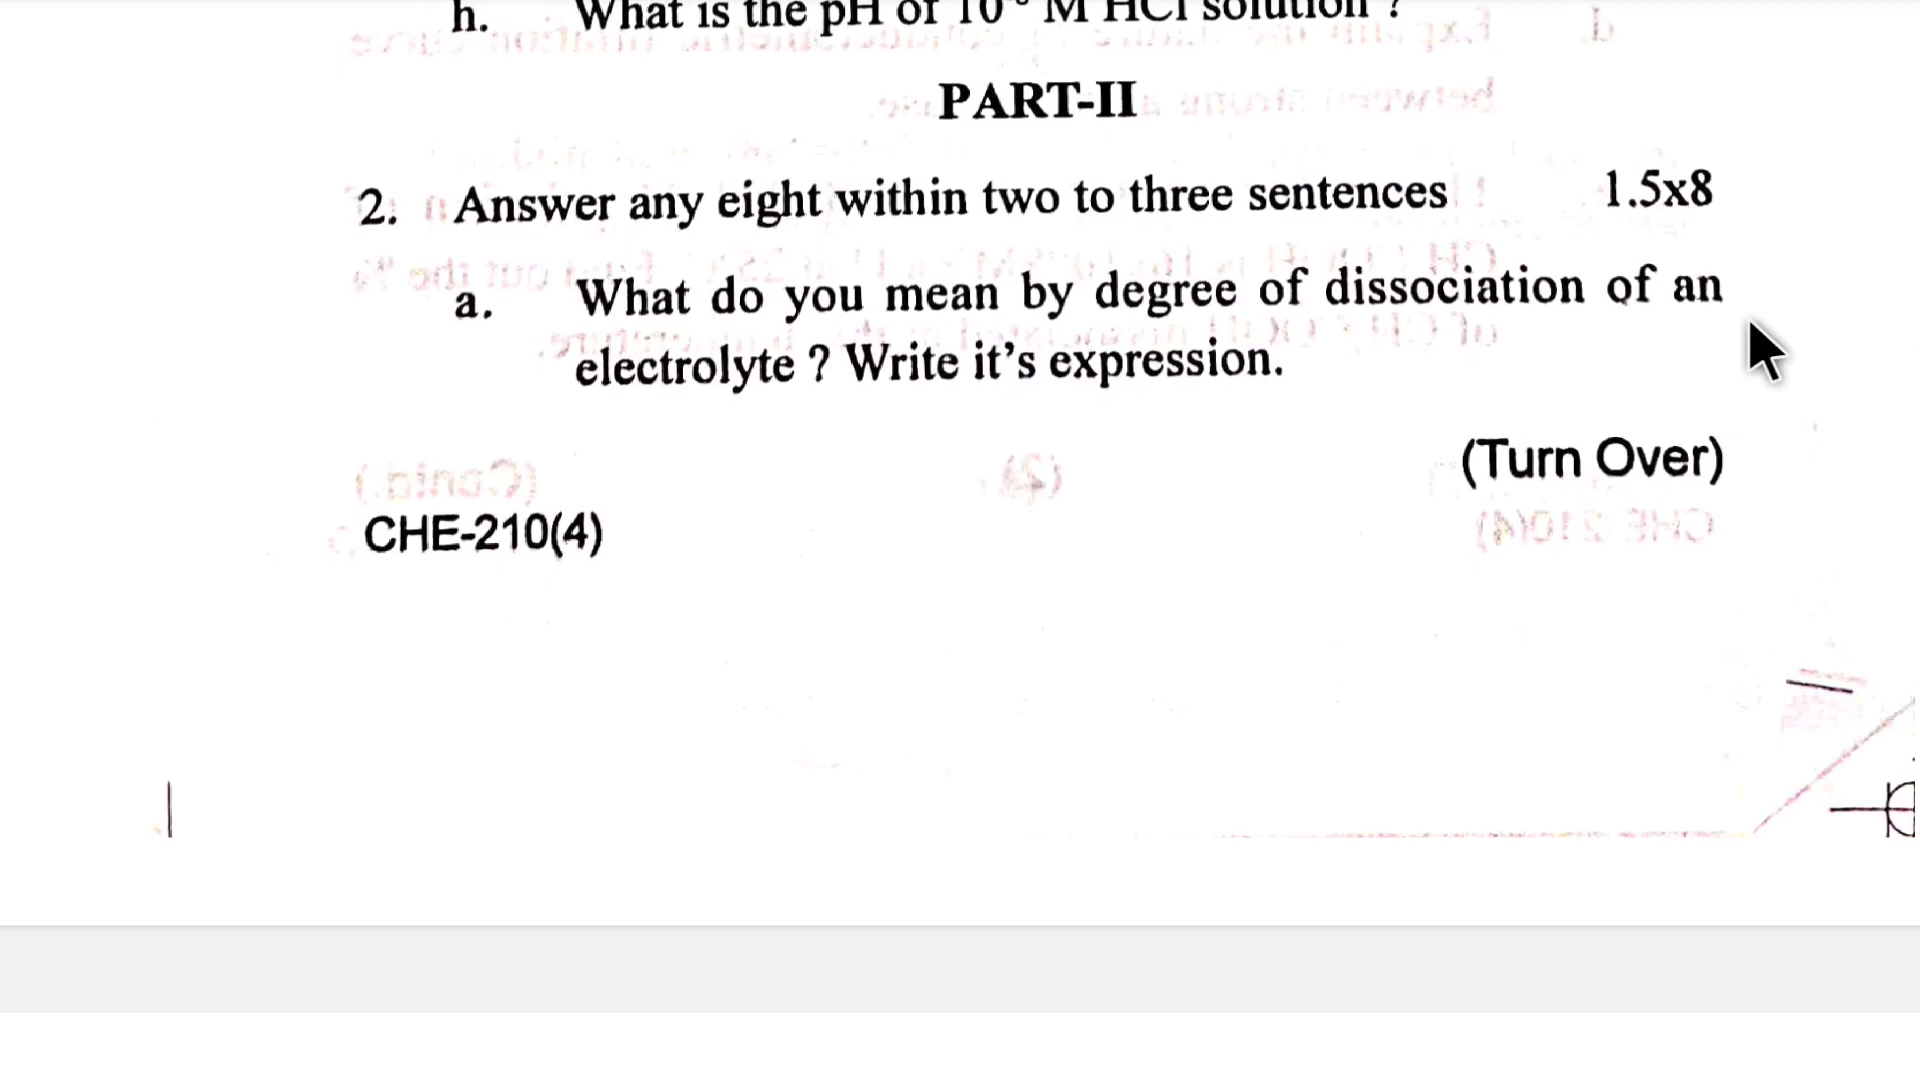 h. What is the pH of 10 M HCl solution ?
PART-II
2. Answer any eight within two to three sentences 1.5x8
a. What do you mean by degree of dissociation of an
electrolyte ? Write it's expression.
(Turn Over)
CHE-210(4)